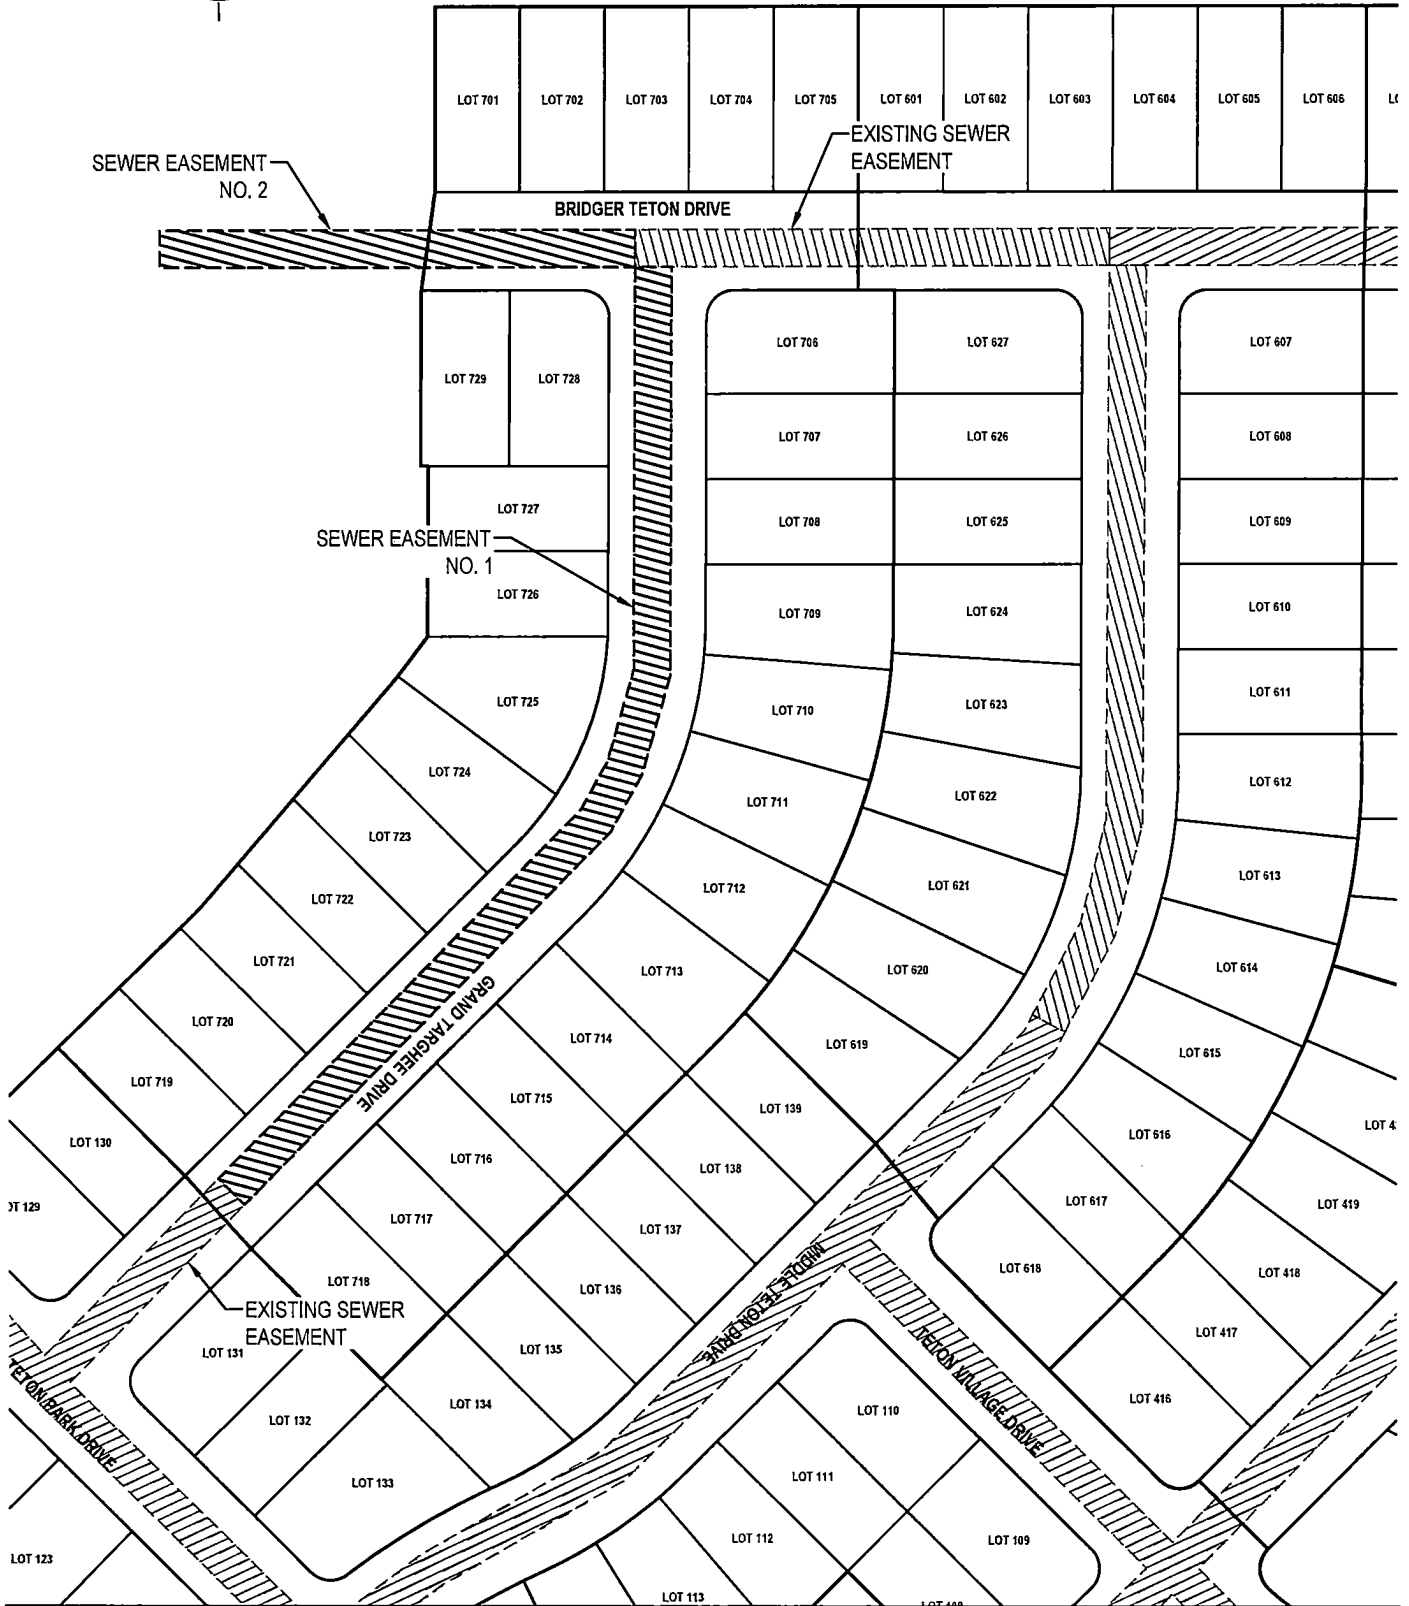 LOT 701
LOT 702
LOT 703
LOT 704
LOT 705
LOT 601
LOT 602
LOT 603
LOT 604
LOT 605
LOT 606
EXISTING SEWER
EASEMENT
SEWER EASEMENT
NO. 2
BRIDGER TETON DRIVE
LOT 706
LOT 627
LOT 607
LOT 729
LOT 728
LOT 707
LOT 626
LOT 608
LOT 727
LOT 708
LOT 625
LOT 609
SEWER EASEMENT
NO. 1
LOT 726
LOT 709
LOT 624
LOT 610
LOT 725
LOT 710
LOT 623
LOT 611
LOT 724
LOT 711
LOT 622
LOT 612
LOT 723
LOT 712
LOT 621
LOT 613
LOT 722
LOT 721
LOT 713
LOT 620
LOT 614
LOT 720
GRAND TARGHEE DRIVE
LOT 714
LOT 619
LOT 615
LOT 719
LOT 715
LOT 139
LOT 130
LOT 716
LOT 138
LOT 616
LOT 4
OT 129
LOT 717
LOT 137
LOT 617
LOT 419
LOT 718
LOT 136
LOT 618
LOT 418
EXISTING SEWER
EASEMENT
MIDDLE TETON DRIVE
LOT 131
LOT 135
LOT 417
TETON VILLAGE DRIVE
TETON PARK DRIVE
LOT 132
LOT 134
LOT 110
LOT 416
LOT 133
LOT 111
LOT 123
LOT 112
LOT 109
LOT 113